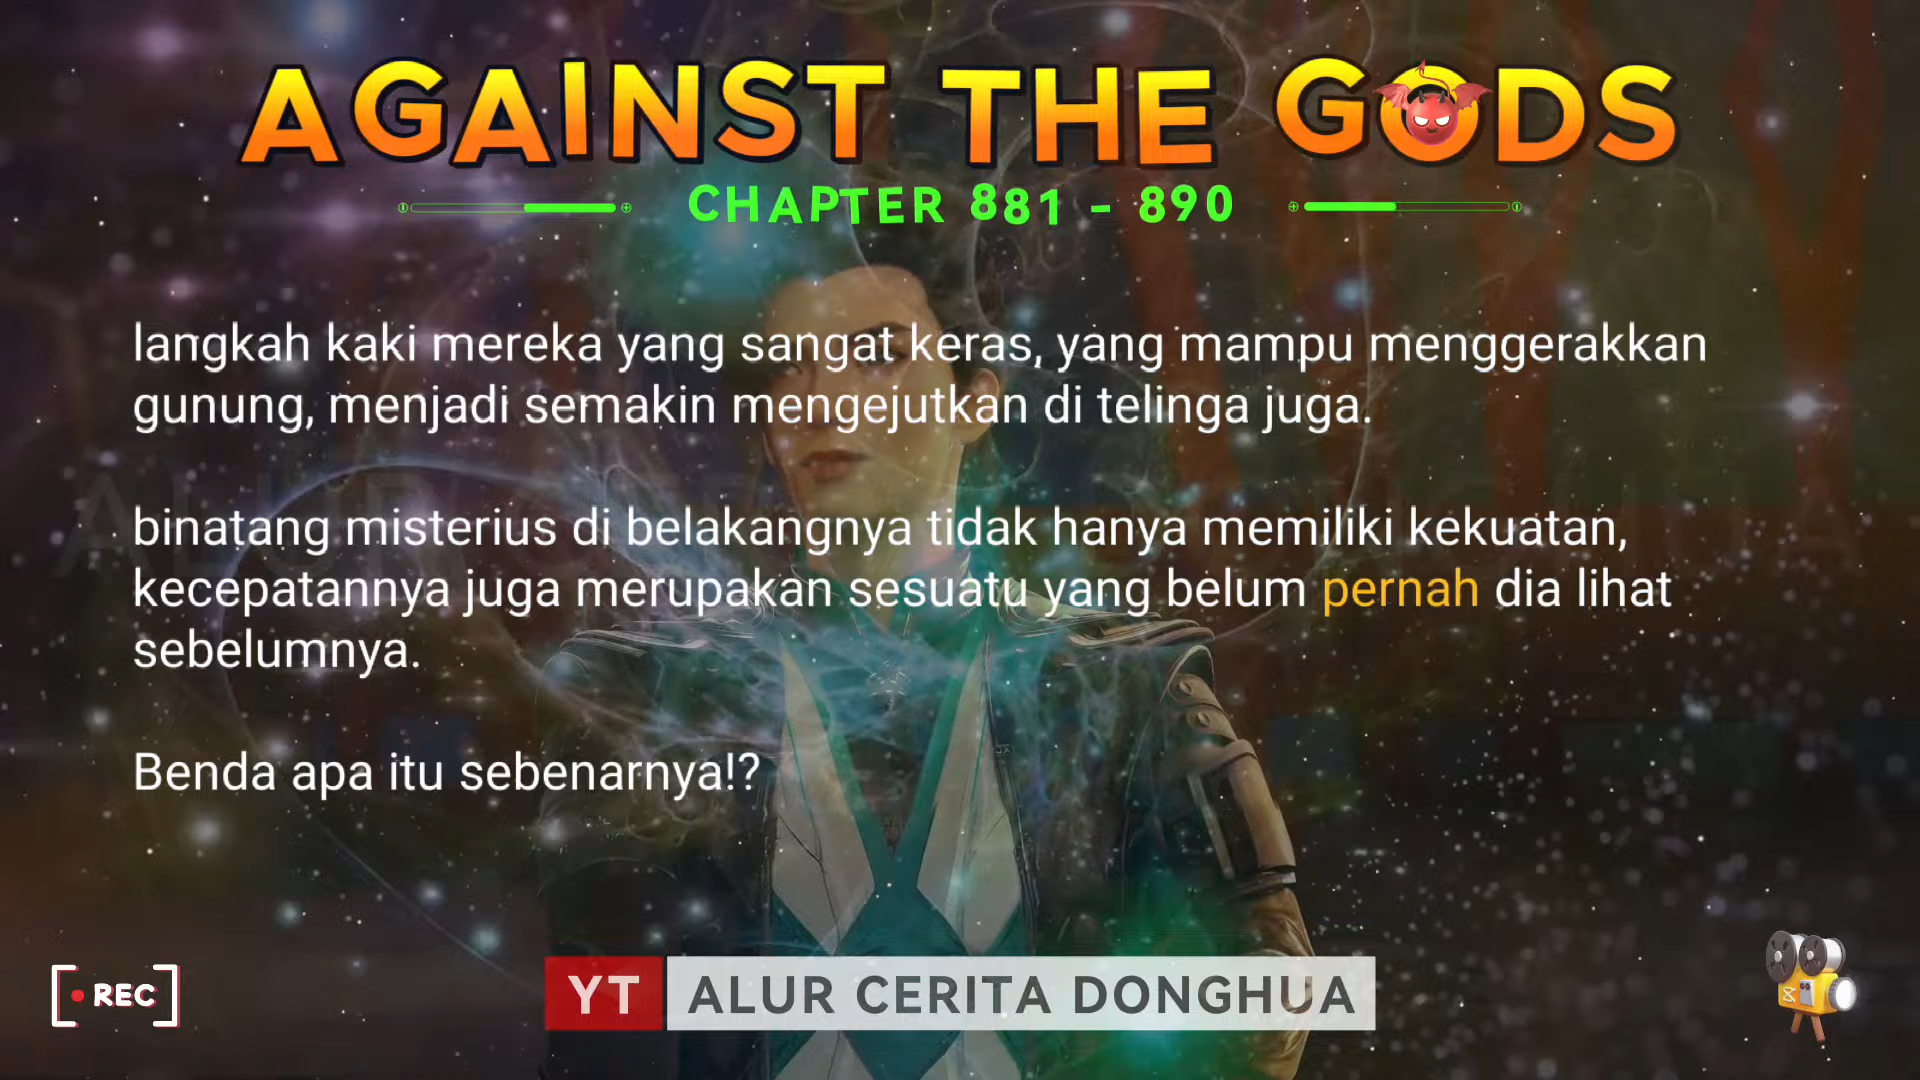 AGAINST THE GODS
CHAPTER 881 - 890
langkah kaki mereka yang sangat keras, yang mampu menggerakkan
gunung, menjadi semakin mengejutkan di telinga juga.
binatang misterius di belakangnya tidak hanya memiliki kekuatan,
kecepatannya juga merupakan sesuatu yang belum pernah dia lihat
sebelumnya.
Benda apa itu sebenarnya!?
REC
YT ALUR CERITA DONGHUA